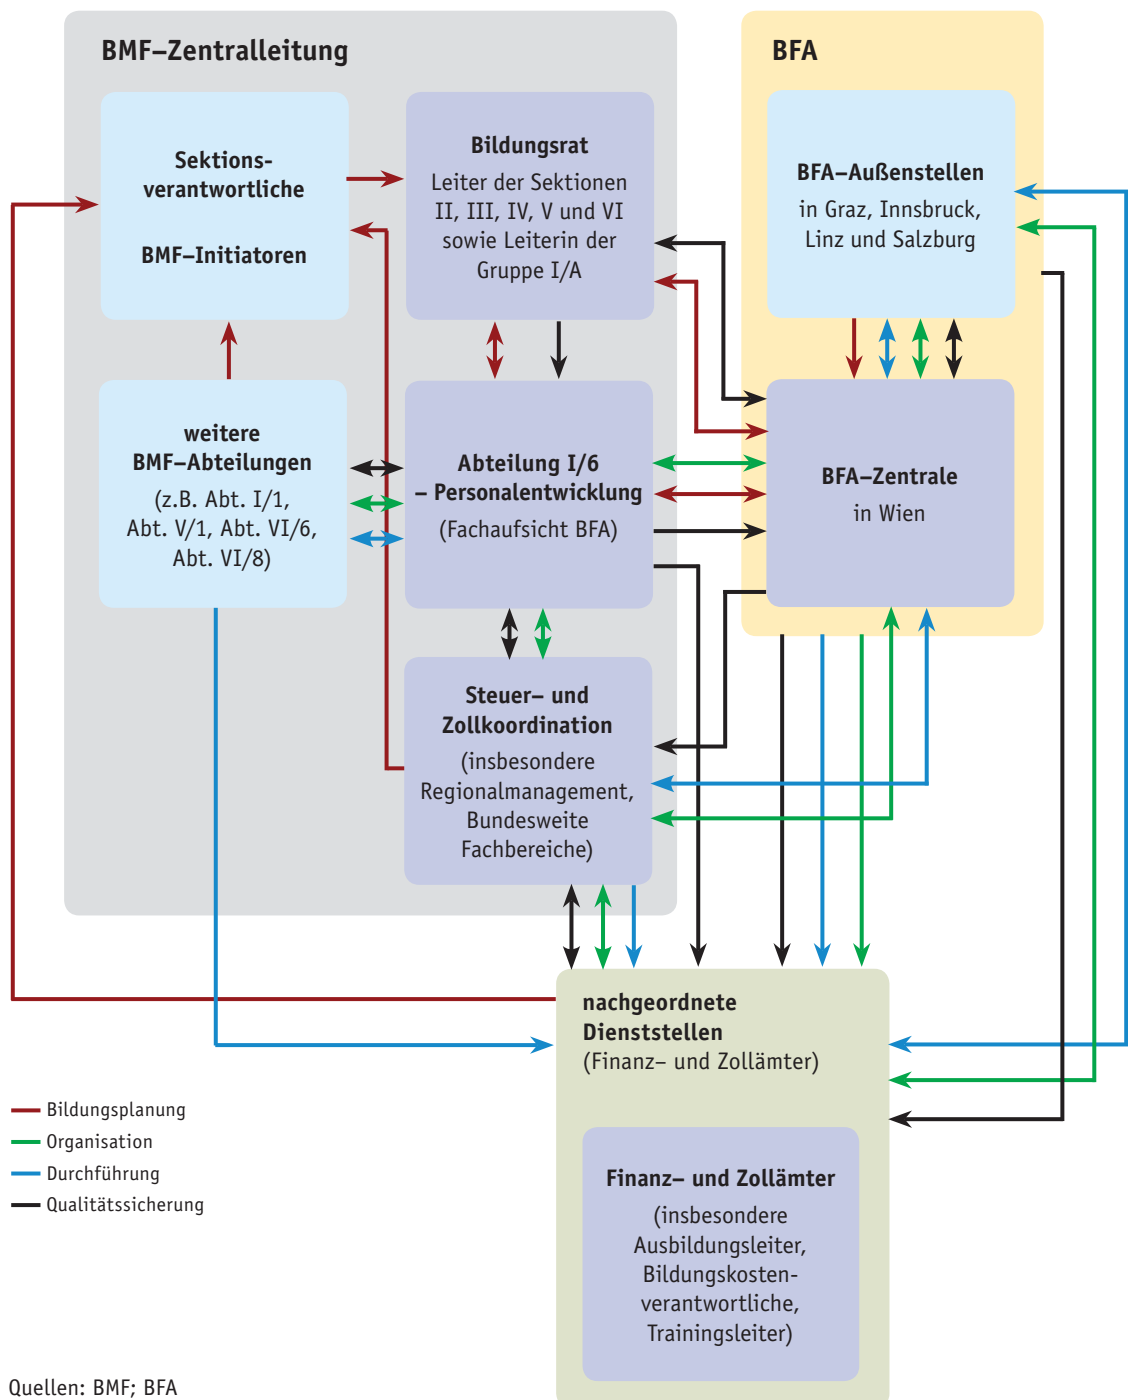 BMF–Zentralleitung
Sektions-
verantwortliche
BMF–Initiatoren
Bildungsrat
Leiter der Sektionen
II, III, IV, V und VI
sowie Leiterin der
Gruppe I/A
weitere
BMF–Abteilungen
(z.B. Abt. I/1,
Abt. V/1, Abt. VI/6,
Abt. VI/8)
Abteilung I/6
– Personalentwicklung
(Fachaufsicht BFA)
Steuer– und
Zollkoordination
(insbesondere
Regionalmanagement,
Bundesweite
Fachbereiche)
BFA
BFA–Außenstellen
in Graz, Innsbruck,
Linz und Salzburg
BFA–Zentrale
in Wien
nachgeordnete
Dienststellen
(Finanz– und Zollämter)
Finanz– und Zollämter
(insbesondere
Ausbildungsleiter,
Bildungskosten-
verantwortliche,
Trainingsleiter)
Bildungsplanung
Organisation
Durchführung
Qualitätssicherung
Quellen: BMF; BFA